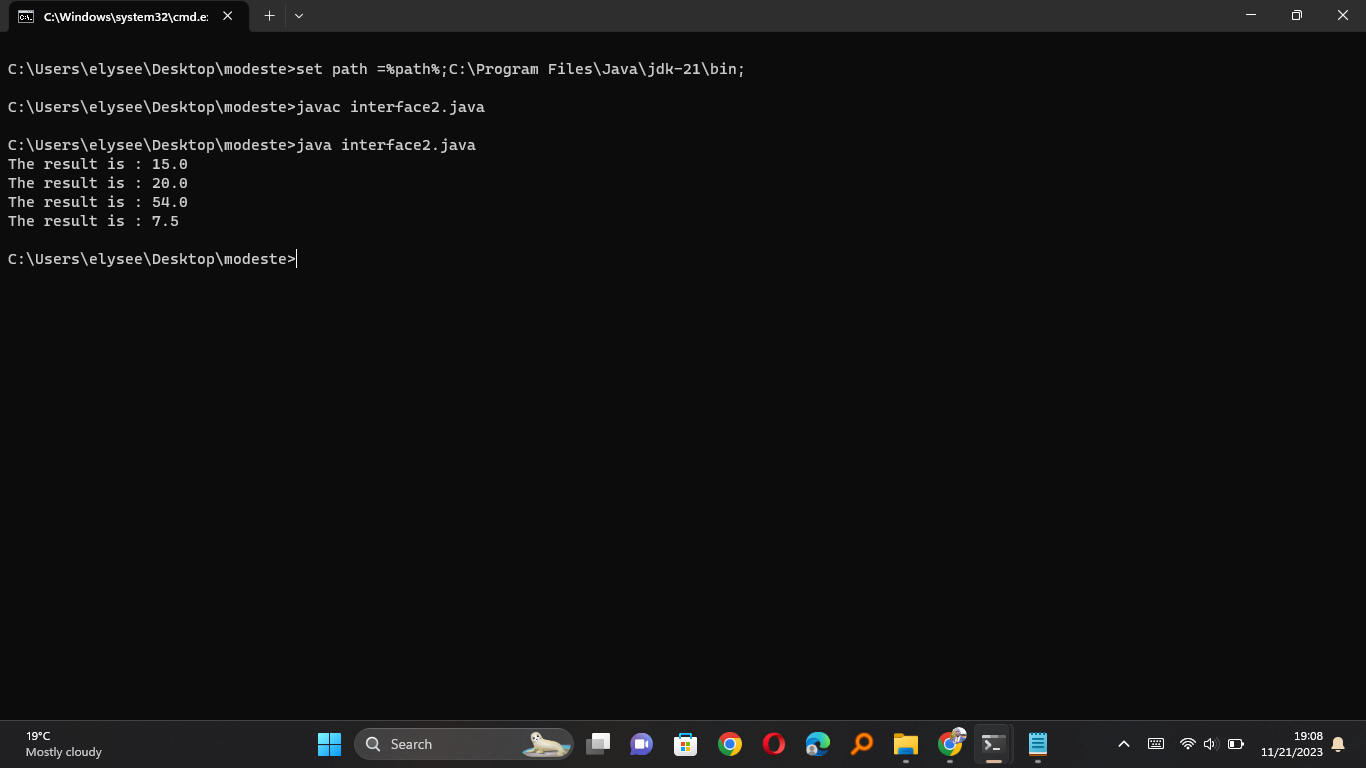 C:\Windows\system32\cmd.e:
C:\Users\elysee\Desktop\modeste>set path =%path%;C:\Program Files\Java\jdk-21\bin;
C:\Users\elysee\Desktop\modeste>javac interface2.java
C:\Users\elysee\Desktop\modeste>java interface2.java
The result is : 15.0
The result is : 20.0
The result is : 54.0
The result is : 7.5
C:\Users\elysee\Desktop\modeste>
19°C
Mostly cloudy
Search
19:08
11/21/2023